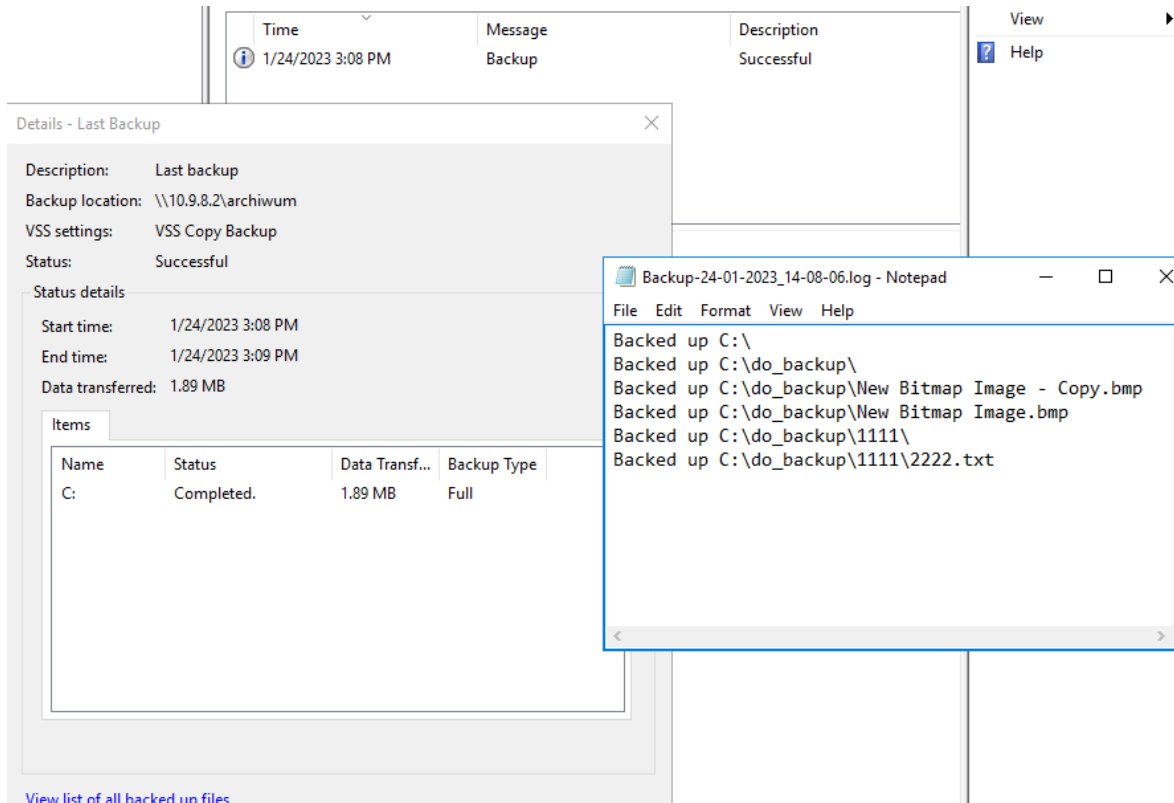 Time Message Description
1/24/2023 3:08 PM Backup Successful
View
Help
Details - Last Backup
Description: Last backup
Backup location: \\10.9.8.2\archiwum
VSS settings: VSS Copy Backup
Status: Successful
Status details
Start time: 1/24/2023 3:08 PM
End time: 1/24/2023 3:09 PM
Data transferred: 1.89 MB
Items
Name Status Data Transf... Backup Type
C: Completed. 1.89 MB Full
View list of all backed up files
Backup-24-01-2023_14-08-06.log - Notepad
File Edit Format View Help
Backed up C:\
Backed up C:\do_backup\
Backed up C:\do_backup\New Bitmap Image - Copy.bmp
Backed up C:\do_backup\New Bitmap Image.bmp
Backed up C:\do_backup\1111\
Backed up C:\do_backup\1111\2222.txt